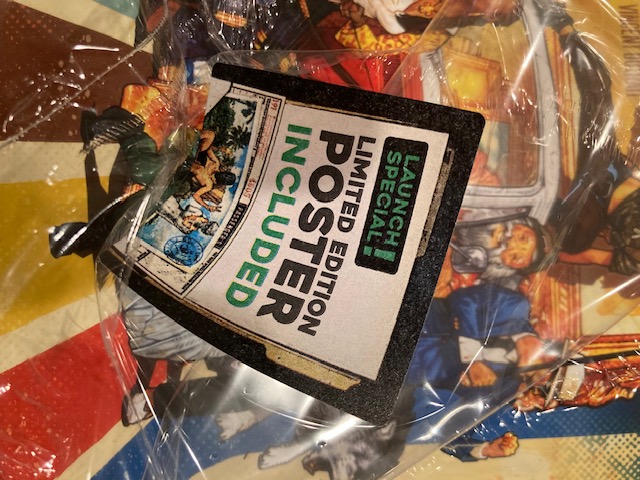 LAUNCH
SPECIAL!
LIMITED EDITION
POSTER
INCLUDED